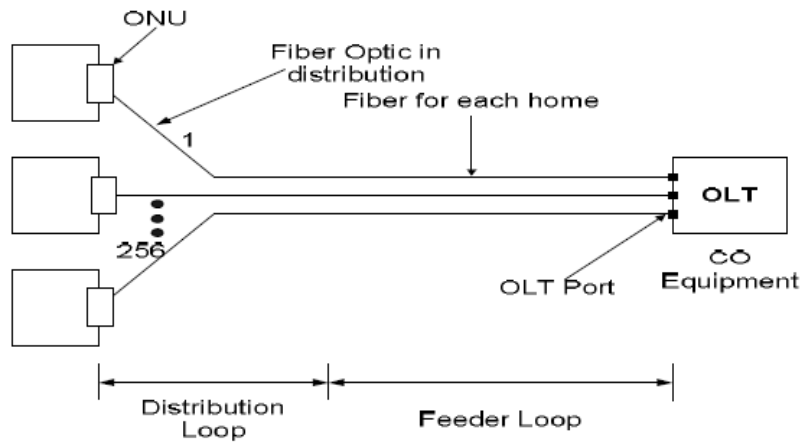 ONU
Fiber Optic in
distribution
Fiber for each home
1
OLT
256
CO
Equipment
OLT Port
Distribution
Loop
Feeder Loop